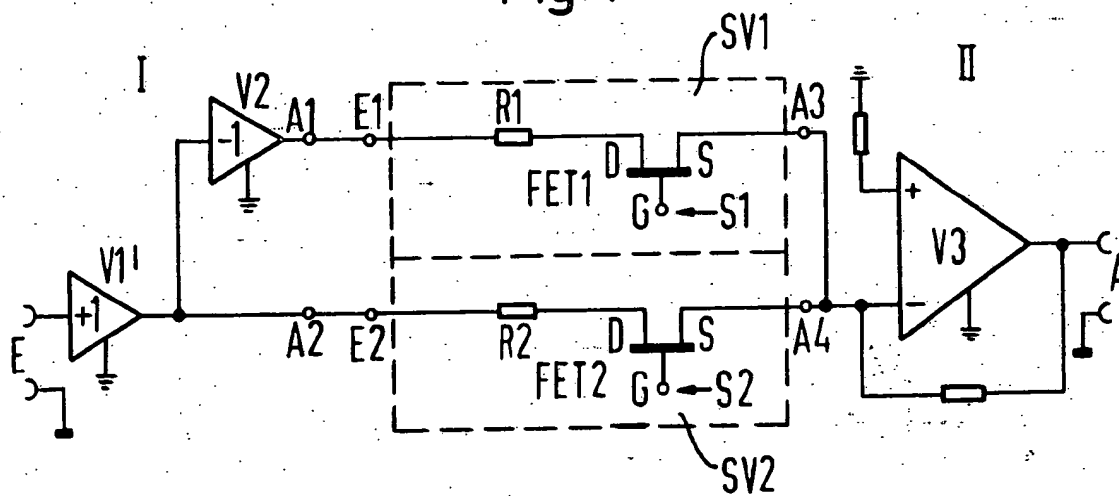 Fig.
SV1
I
II
V2
A1
E1
R1
A3
-1
D
S
FET1
G
S1
+
V1'
V3
+1
A
E
A2
E2
R2
D
S
A4
-
FET2
G
S2
SV2